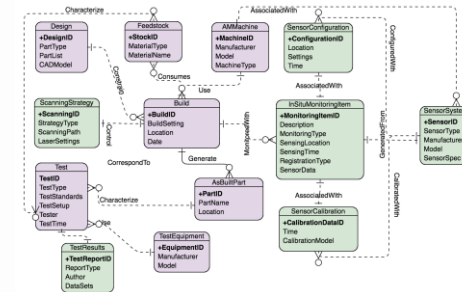 Characterize
AssociatedWith
Design
+DesignID
PartType
PartList
CADModel
Feedstock
+StockID
MaterialType
MaterialName
AMMachine
+MachineID
Manufacturer
Model
MachineType
SensorConfiguration
+ConfigurationID
Location
Settings
Time
ConfiguredWith
Constrain
Consumes
Use
AssociatedWith
ScanningStrategy
+ScanningID
StrategyType
ScanningPath
LaserSettings
Control
Build
+BuildID
BuildSetting
Location
Date
MonitoredWith
InSituMonitoringItem
+MonitoringItemID
Description
MonitoringType
SensingLocation
SensingTime
RegistrationType
SensorData
GeneratedFrom
SensorSyste
+SensorID
SensorType
Manufacture
Model
SensorSpec
Generate
CorrespondTo
Test
TestID
TestType
TestStandards
TestSetup
Tester
TestTime
Characterize
AsBuiltPart
+PartID
PartName
Location
AssociatedWith
CalibratedWith
SensorCalibration
+CalibrationDataID
Time
CalibrationModel
Use
TestEquipment
+EquipmentID
Manufacturer
Model
TestResults
+TestReportID
ReportType
Author
DataSets